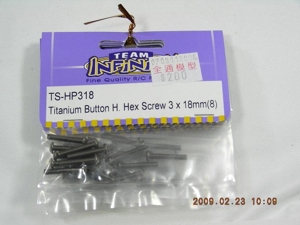 TEAM
INFINITY
Fine Quality R/C
全通模型
$200
TS-HP318
Titanium Button H. Hex Screw 3 x 18mm(8)
2009.02.23 10:09